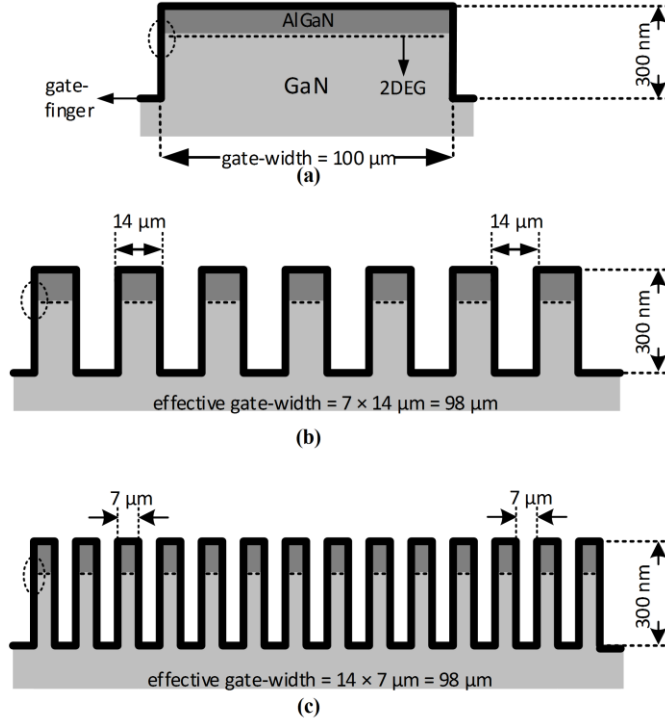 AlGaN
GaN
2DEG
gate-
finger
300 nm
gate-width = 100 µm
(a)
14 µm
14 µm
300 nm
effective gate-width = 7 × 14 µm = 98 µm
(b)
7 µm
7 µm
300 nm
effective gate-width = 14 × 7 µm = 98 µm
(c)